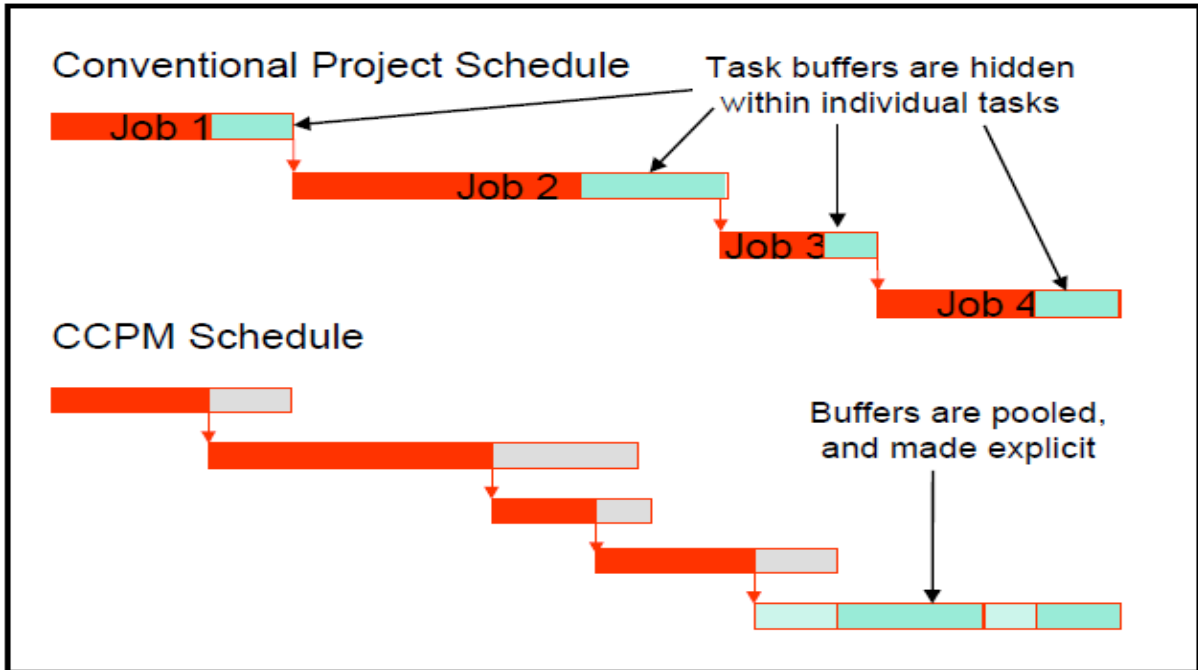 Conventional Project Schedule
Task buffers are hidden
within individual tasks
Job 1
Job 2
Job 3
Job 4
CCPM Schedule
Buffers are pooled,
and made explicit